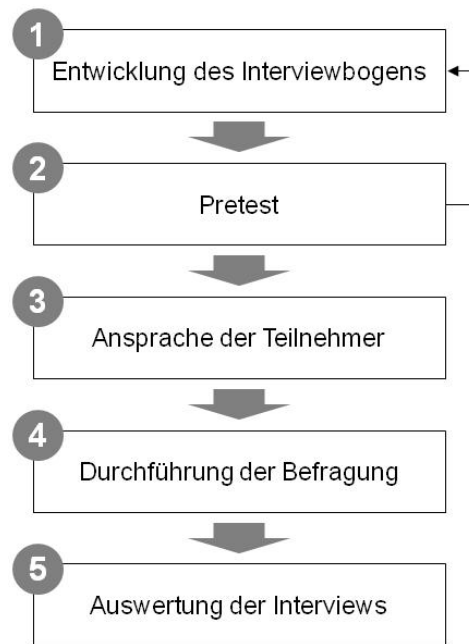 1
Entwicklung des Interviewbogens
2
Pretest
3
Ansprache der Teilnehmer
4
Durchführung der Befragung
5
Auswertung der Interviews